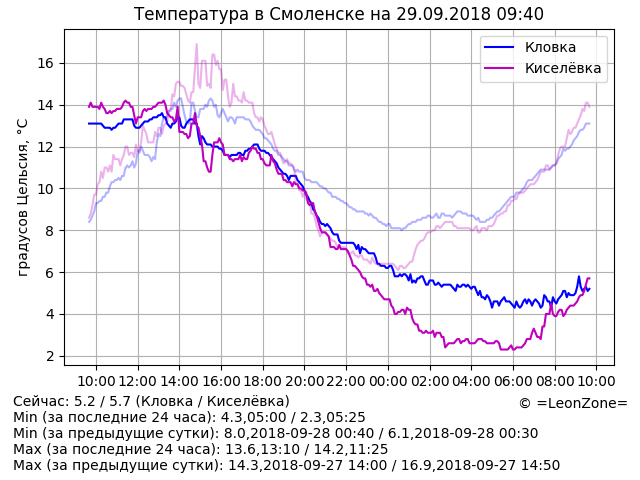 Температура в Смоленске на 29.09.2018 09:40
Кловка
Киселёвка
градусов Цельсия, °C
16
14
12
10
8
6
4
2
10:00 12:00 14:00 16:00 18:00 20:00 22:00 00:00 02:00 04:00 06:00 08:00 10:00
Сейчас: 5.2 / 5.7 (Кловка / Киселёвка)
© =LeonZone=
Min (за последние 24 часа): 4.3,05:00 / 2.3,05:25
Min (за предыдущие сутки): 8.0,2018-09-28 00:40 / 6.1,2018-09-28 00:30
Max (за последние 24 часа): 13.6,13:10 / 14.2,11:25
Max (за предыдущие сутки): 14.3,2018-09-27 14:00 / 16.9,2018-09-27 14:50